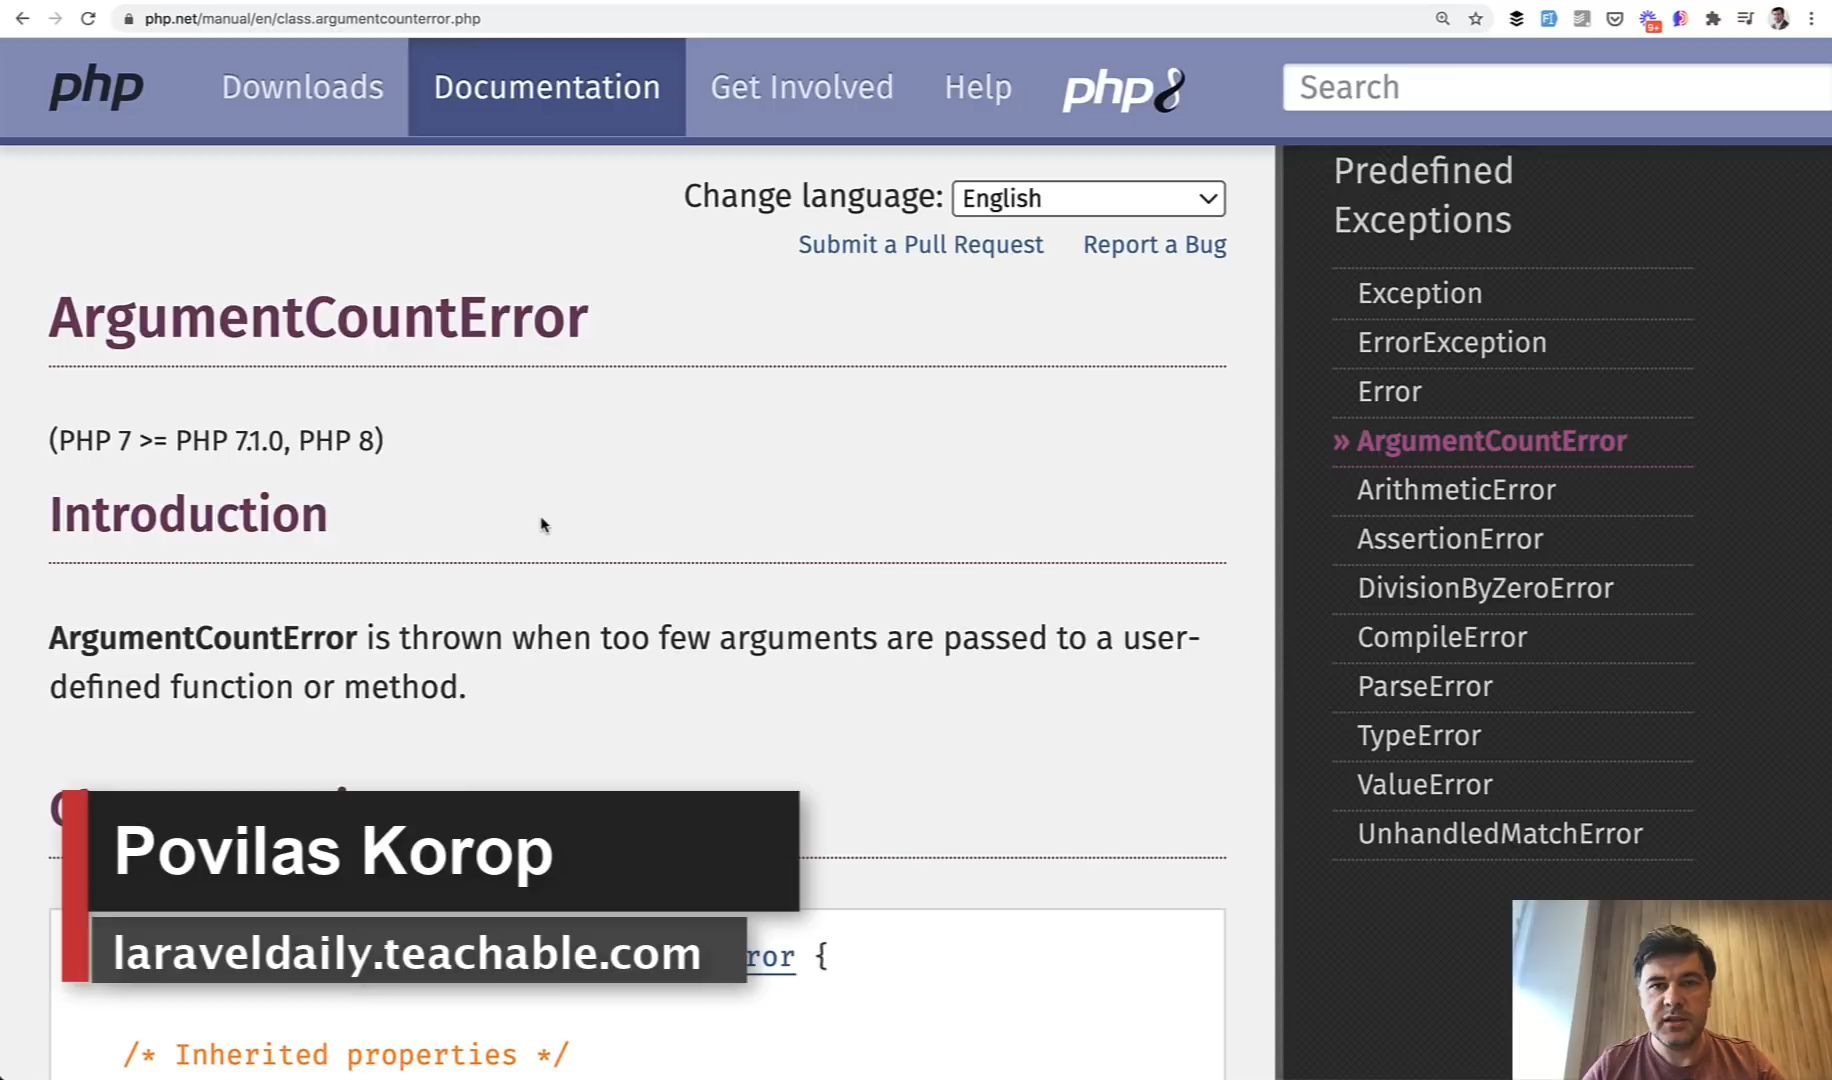 php.net/manual/en/class.argumentcounterror.php
9+
php
Downloads
Documentation
Get Involved
Help
php8
Search
Change language: English
Submit a Pull Request
Report a Bug
ArgumentCountError
(PHP 7 >= PHP 7.1.0, PHP 8)
Introduction
ArgumentCountError is thrown when too few arguments are passed to a user-
defined function or method.
Povilas Korop
laraveldaily.teachable.com
ror {
/* Inherited properties */
Predefined
Exceptions
Exception
ErrorException
Error
» ArgumentCountError
ArithmeticError
AssertionError
DivisionByZeroError
CompileError
ParseError
TypeError
ValueError
UnhandledMatchError